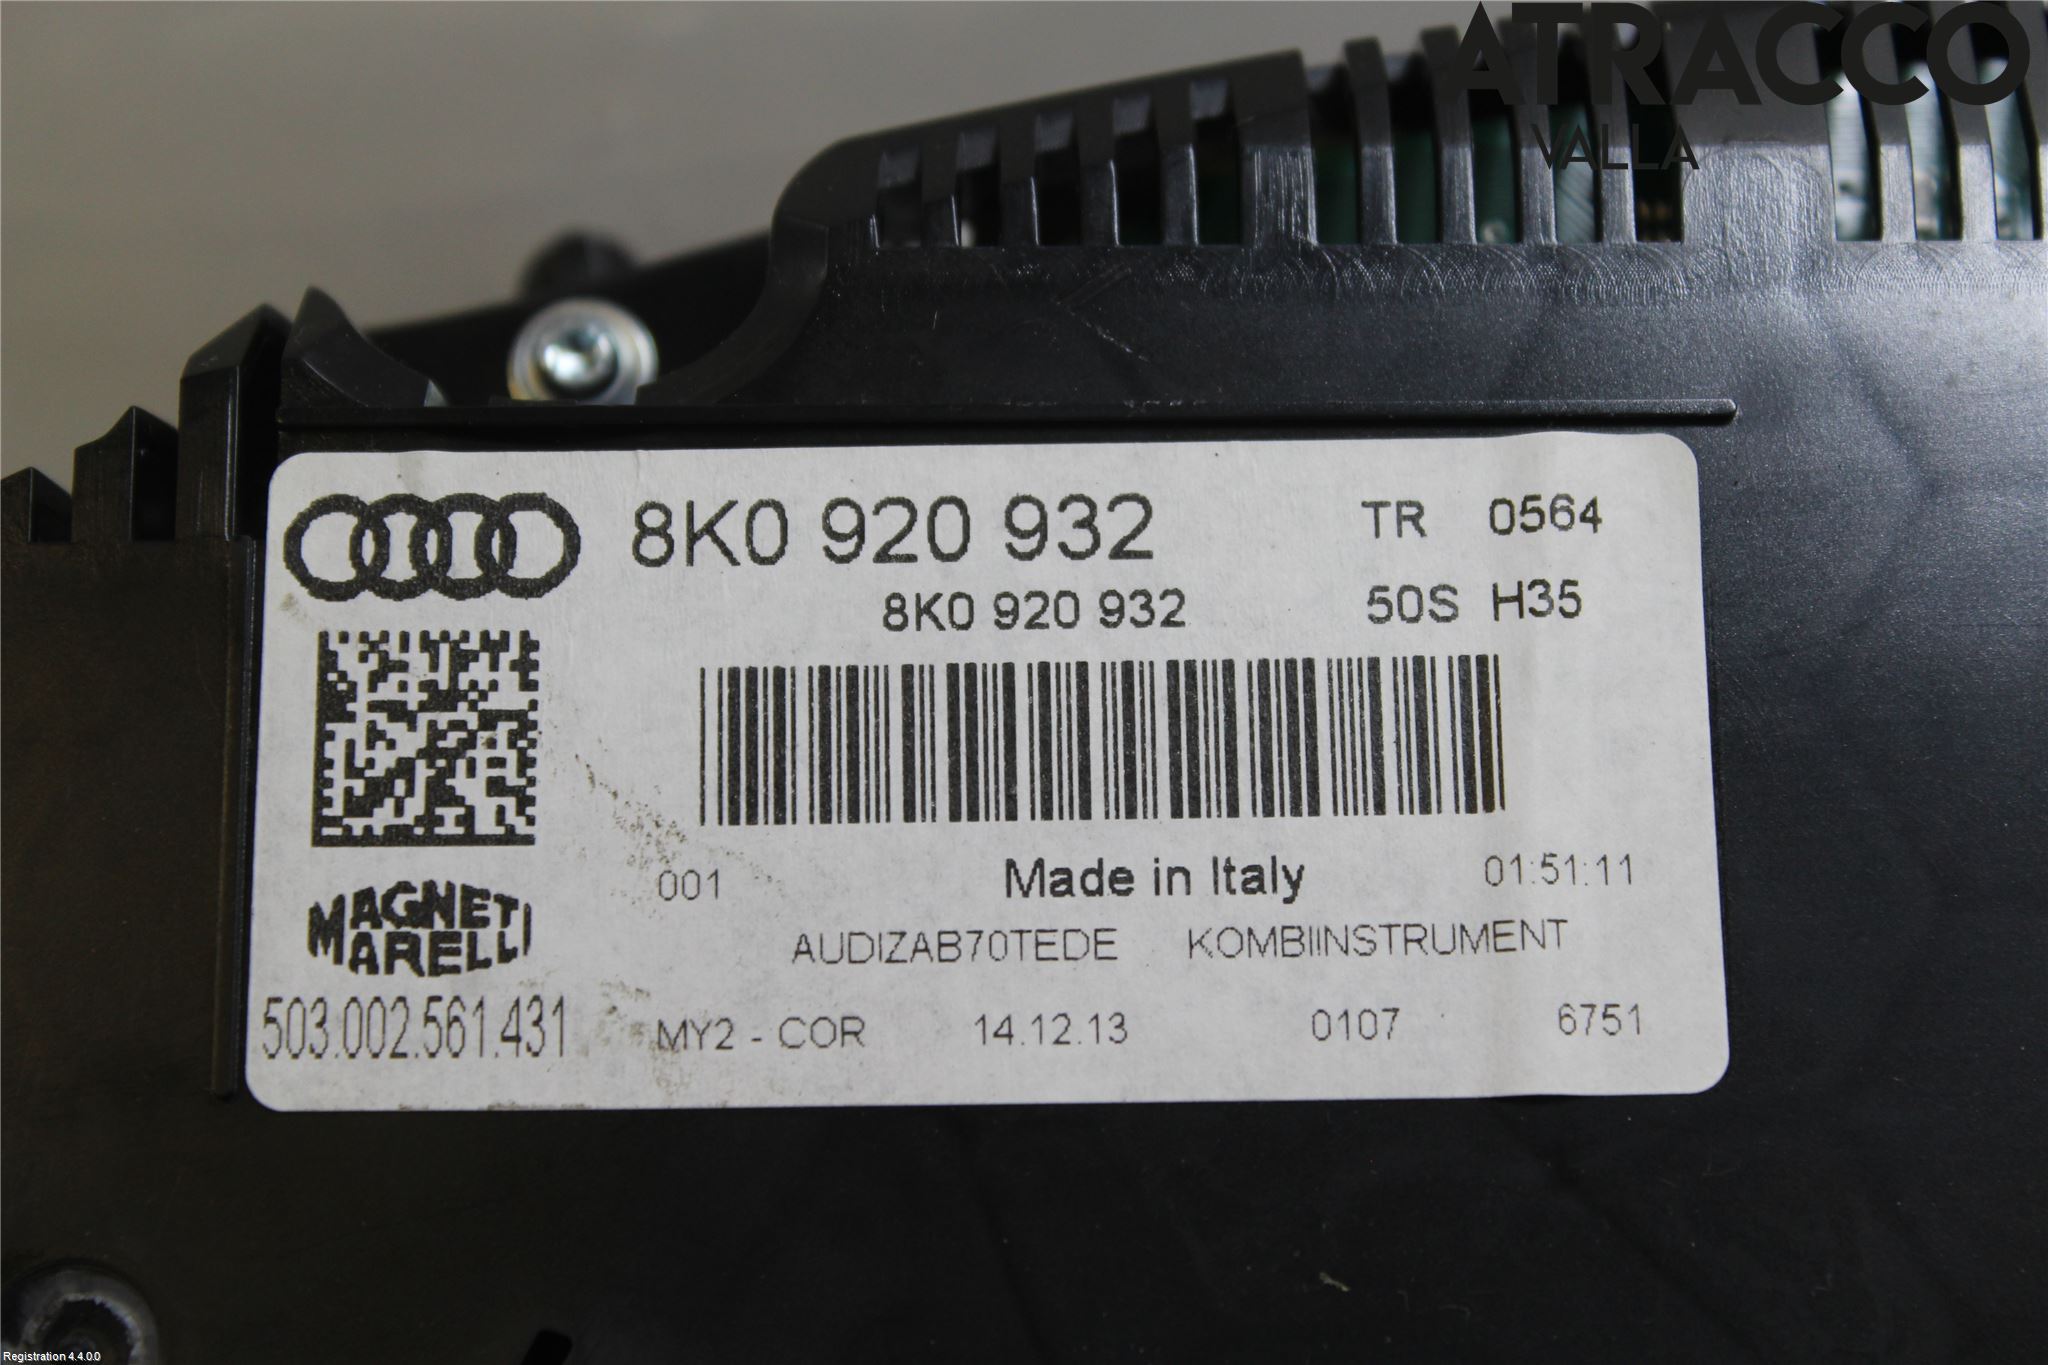 ATRACCO
VALLA
8K0 920 932 TR 0564
8K0 920 932 50S H35
001 Made in Italy 01:51:11
MAGNETI
MARELLI
AUDIZAB70TEDE KOMBIINSTRUMENT
503.002.561.431 MY2 - COR 14.12.13 0107 6751
Registration 4.4.0.0